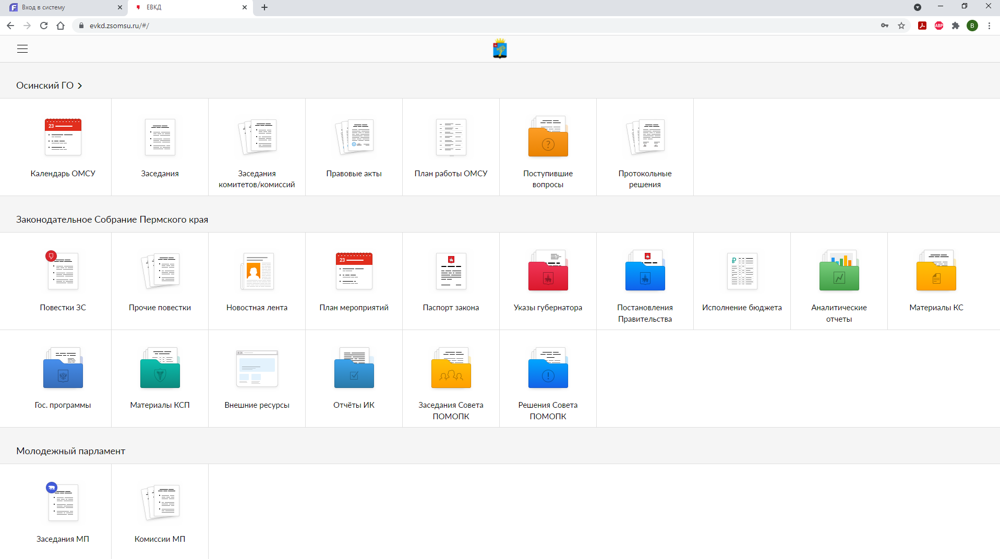 Вход в систему
ЕВКД
evkd.zsomsu.ru/#/
ABP
B
Осинский ГО
23
Календарь ОМСУ
Заседания
Заседания
комитетов/комиссий
Правовые акты
План работы ОМСУ
?
Поступившие
вопросы
Протокольные
решения
Законодательное Собрание Пермского края
Повестки ЗС
Прочие повестки
Новостная лента
23
План мероприятий
Паспорт закона
Указы губернатора
Постановления
Правительства
₽
Исполнение бюджета
Аналитические
отчеты
Материалы КС
Гос. программы
Материалы КСП
Внешние ресурсы
Отчёты ИК
Заседания Совета
ПОМОПК
!
Решения Совета
ПОМОПК
Молодежный парламент
Заседания МП
Комиссии МП